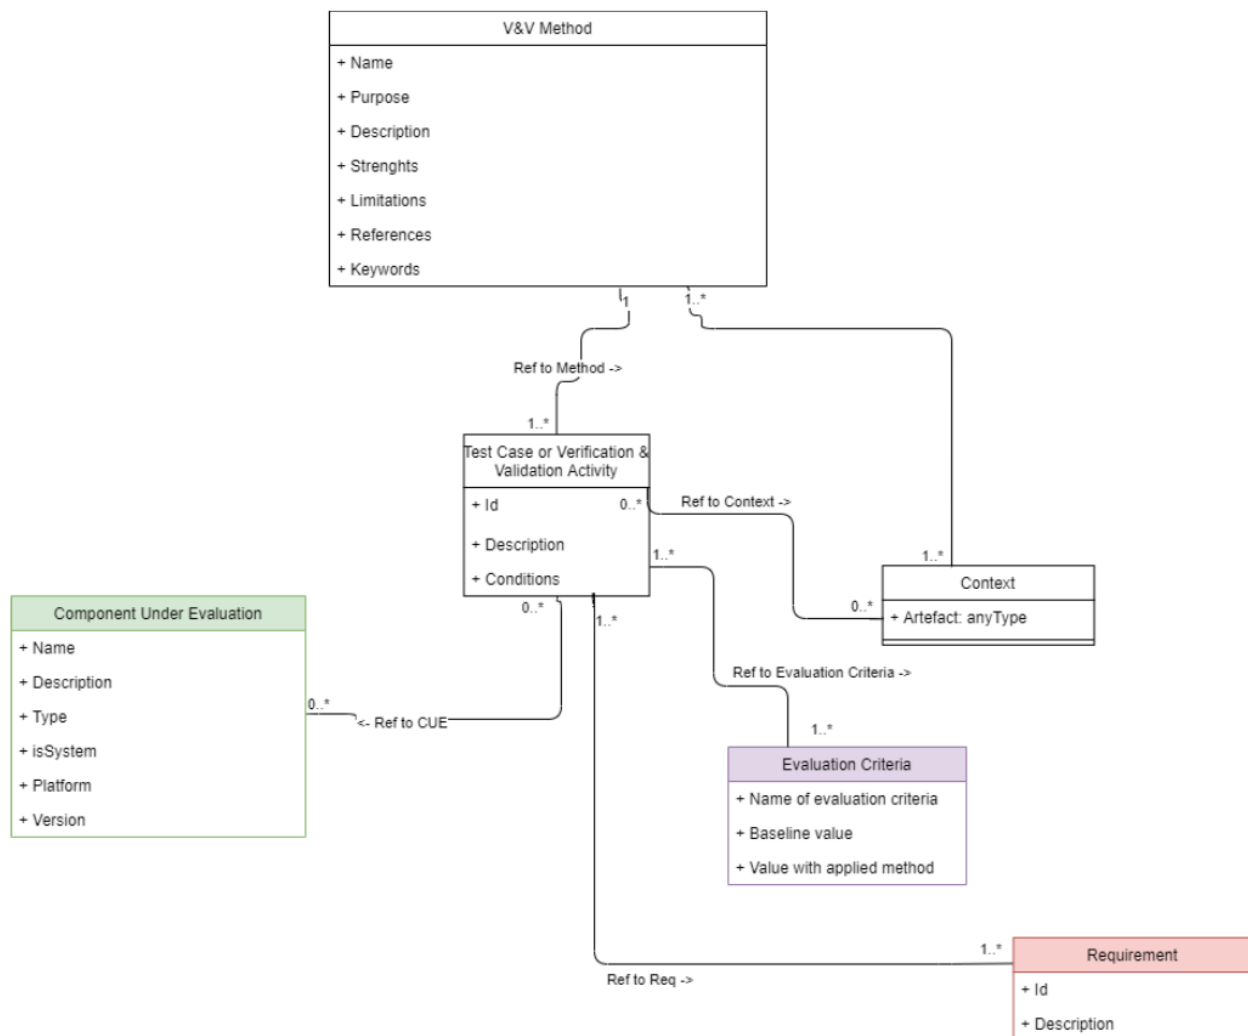 V&V Method
+ Name
+ Purpose
+ Description
+ Strenghts
+ Limitations
+ References
+ Keywords
1
1..*
Ref to Method ->
1..*
Test Case or Verification &
Validation Activity
+ Id
0..*
+ Description
+ Conditions
Ref to Context ->
1..*
1..*
Context
0..*
+ Artefact: anyType
0..*
1..*
Component Under Evaluation
+ Name
+ Description
+ Type
+ isSystem
+ Platform
+ Version
0..*
<- Ref to CUE
Ref to Evaluation Criteria ->
1..*
Evaluation Criteria
+ Name of evaluation criteria
+ Baseline value
+ Value with applied method
Ref to Req ->
1..*
Requirement
+ Id
+ Description